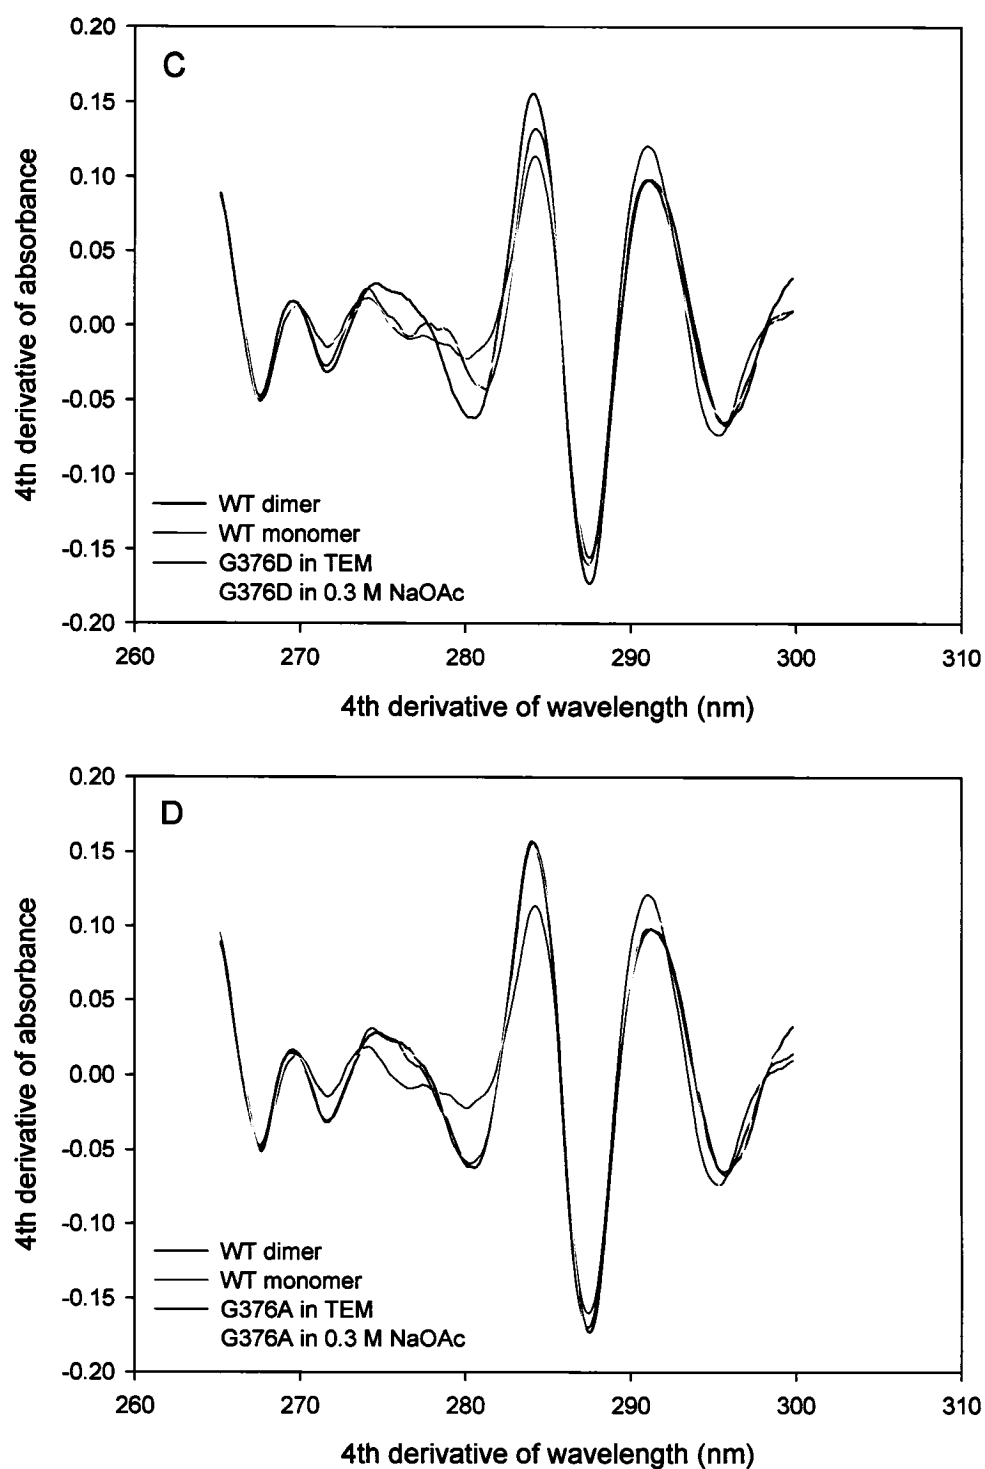 C
0.20
0.15
0.10
0.05
0.00
-0.05
-0.10
-0.15
-0.20
4th derivative of absorbance
WT dimer
WT monomer
G376D in TEM
G376D in 0.3 M NaOAc
260 270 280 290 300 310
4th derivative of wavelength (nm)
D
0.20
0.15
0.10
0.05
0.00
-0.05
-0.10
-0.15
-0.20
4th derivative of absorbance
WT dimer
WT monomer
G376A in TEM
G376A in 0.3 M NaOAc
260 270 280 290 300 310
4th derivative of wavelength (nm)